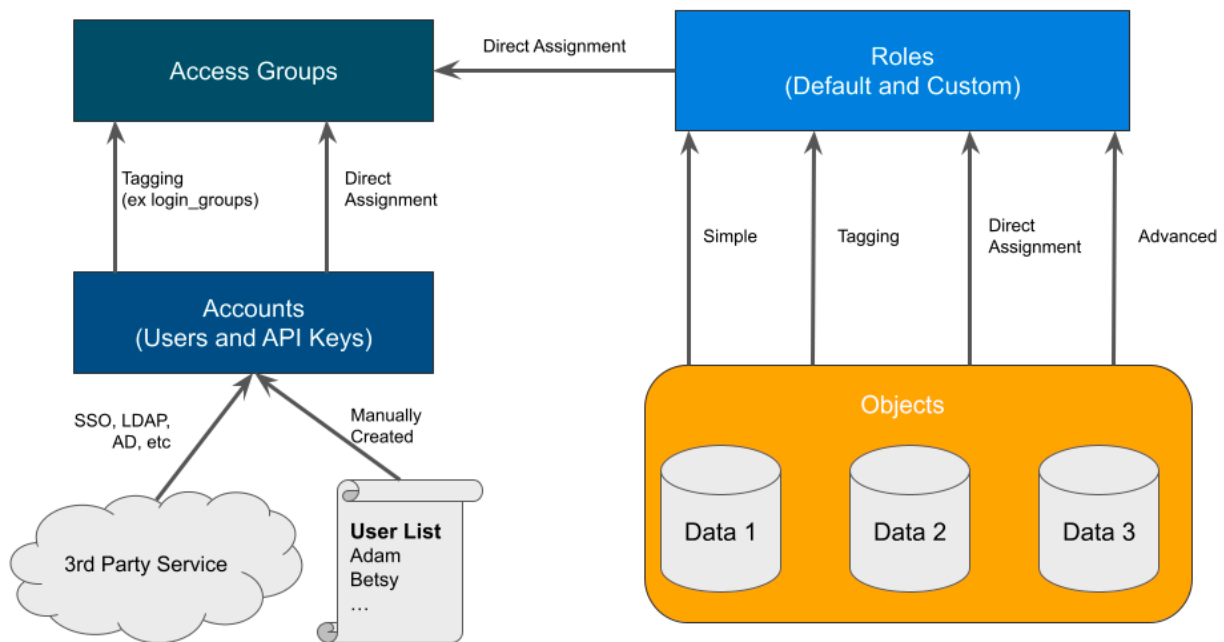 Access Groups
Direct Assignment
Roles
(Default and Custom)
Tagging
(ex login_groups)
Direct
Assignment
Simple
Tagging
Direct
Assignment
Advanced
Accounts
(Users and API Keys)
SSO, LDAP,
AD, etc
Manually
Created
Objects
3rd Party Service
User List
Adam
Betsy
…
Data 1
Data 2
Data 3